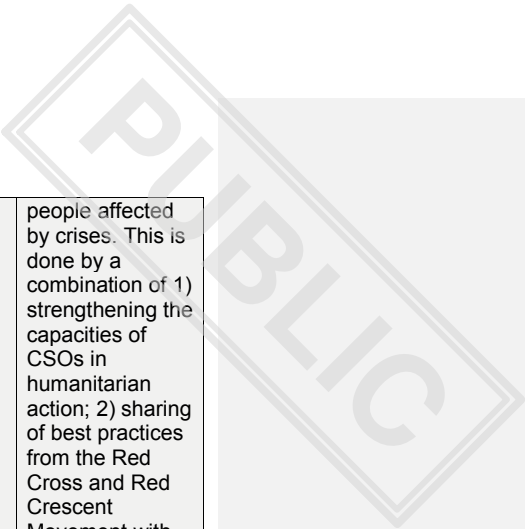 people affected
by crises. This is
done by a
combination of 1)
strengthening the
capacities of
CSOs in
humanitarian
action; 2) sharing
of best practices
from the Red
Cross and Red
Crescent
Movement with
PUBLIC